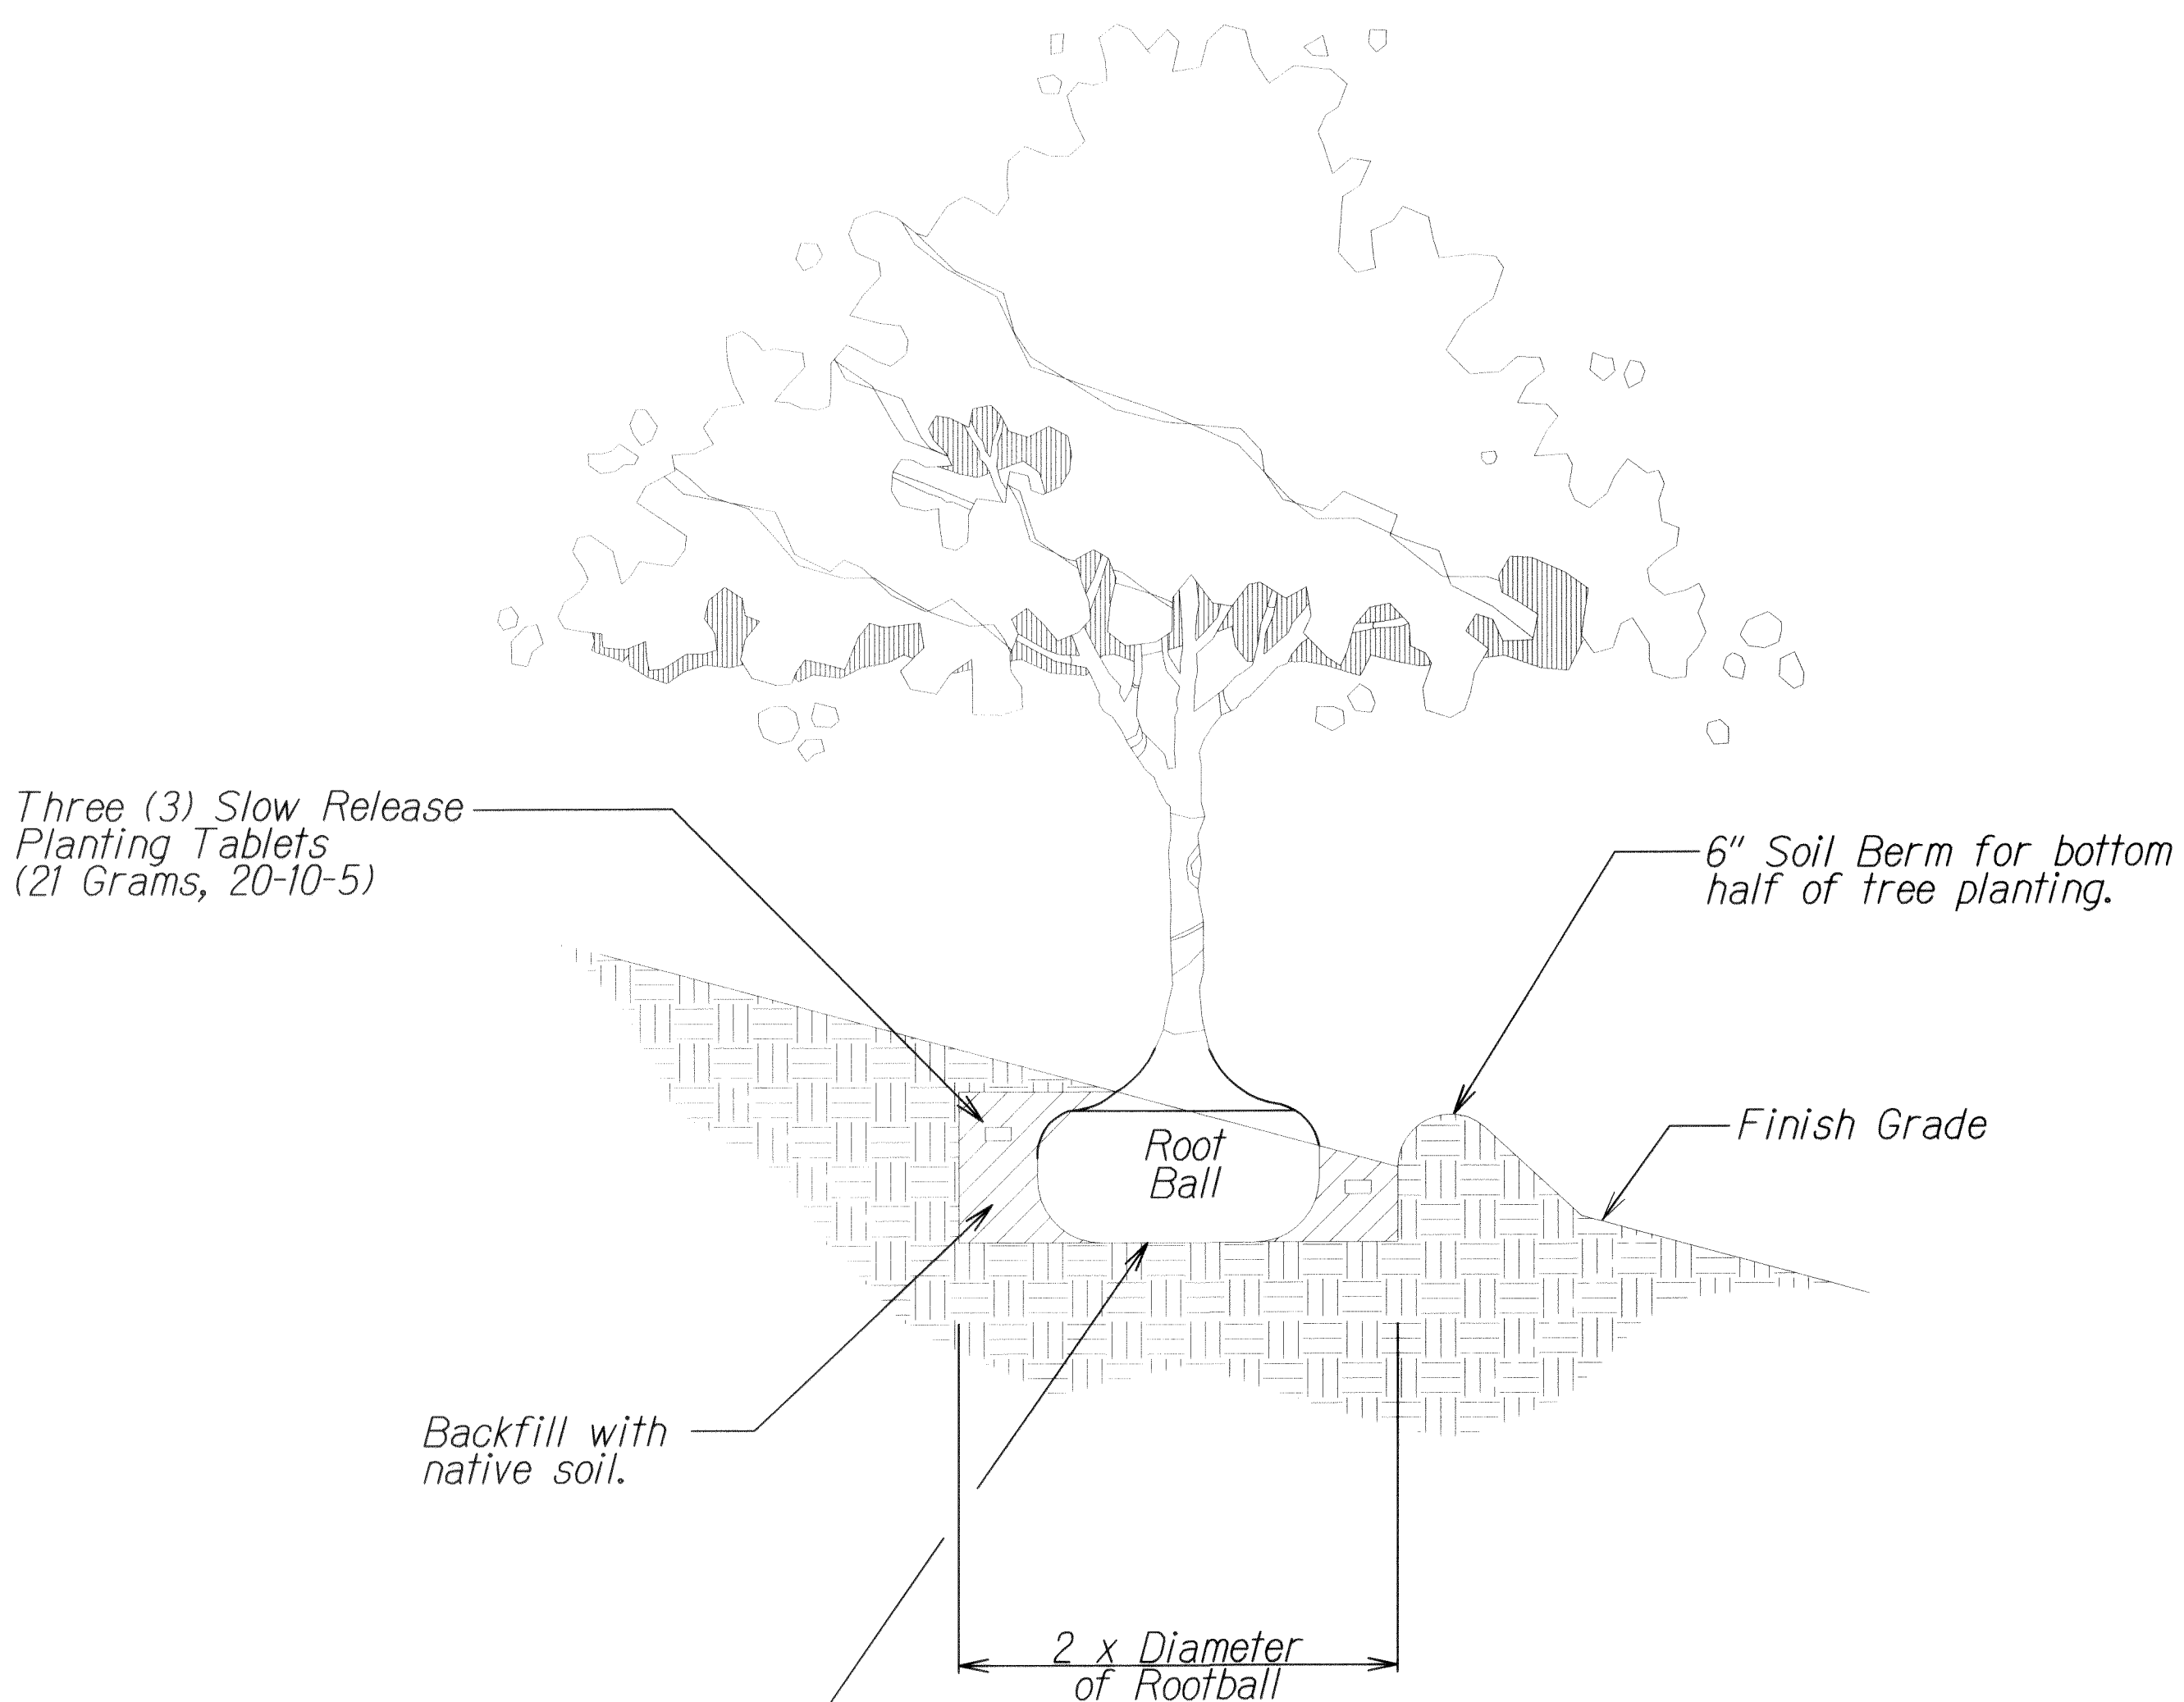 Three (3) Slow Release
Planting Tablets
(21 Grams, 20-10-5)
6" Soil Berm for bottom
half of tree planting.
Finish Grade
Root
Ball
Backfill with
native soil.
2 x Diameter
of Rootball